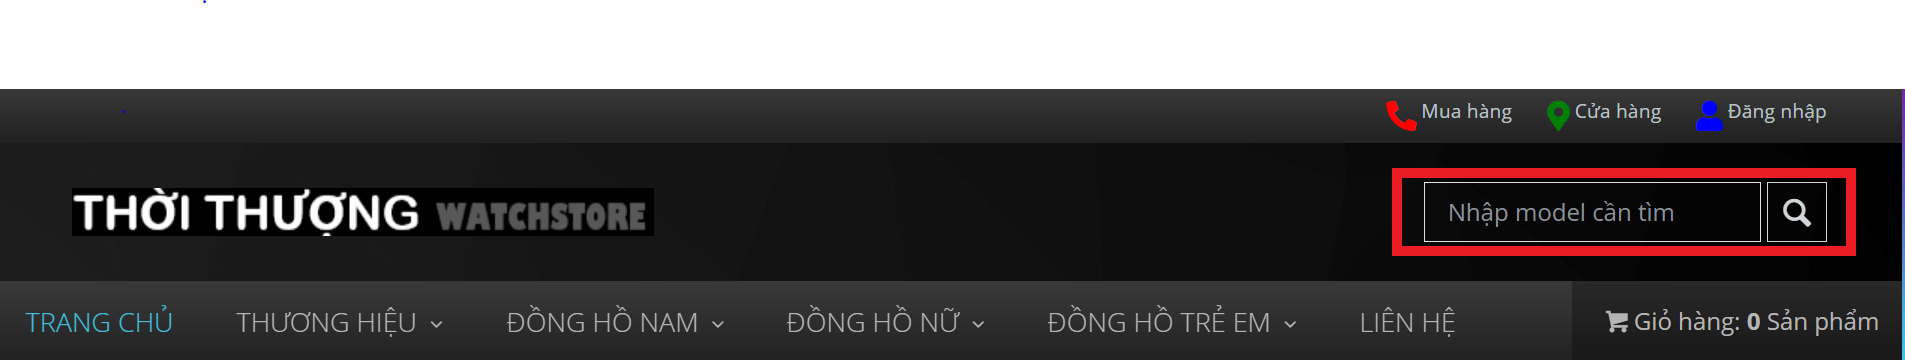 Mua hàng Cửa hàng Đăng nhập
THỜI THƯỢNG WATCHSTORE
Nhập model cần tìm
TRANG CHỦ THƯƠNG HIỆU ĐỒNG HỒ NAM ĐỒNG HỒ NỮ ĐỒNG HỒ TRẺ EM LIÊN HỆ Giỏ hàng: 0 Sản phẩm